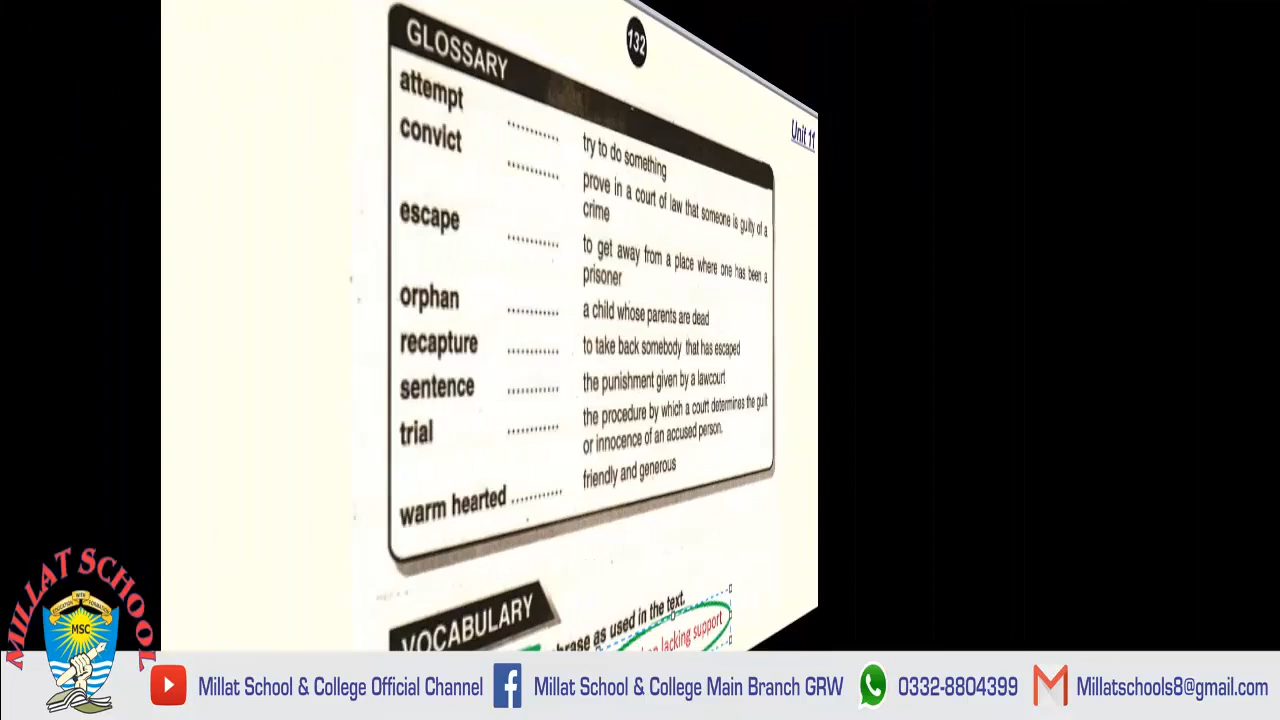 132
Unit 11
GLOSSARY
attempt ............ try to do something
convict ............ prove in a court of law that someone is guilty of a
crime
escape ............ to get away from a place where one has been a
prisoner
orphan ............ a child whose parents are dead
recapture ............ to take back somebody that has escaped
sentence ............ the punishment given by a lawcourt
trial ............ the procedure by which a court determines the guilt
or innocence of an accused person.
warm hearted ............ friendly and generous
VOCABULARY
as used in the text.
lacking support
MILLAT SCHOOL
MSC
Millat School & College Official Channel
Millat School & College Main Branch GRW
0332-8804399
Millatschools8@gmail.com